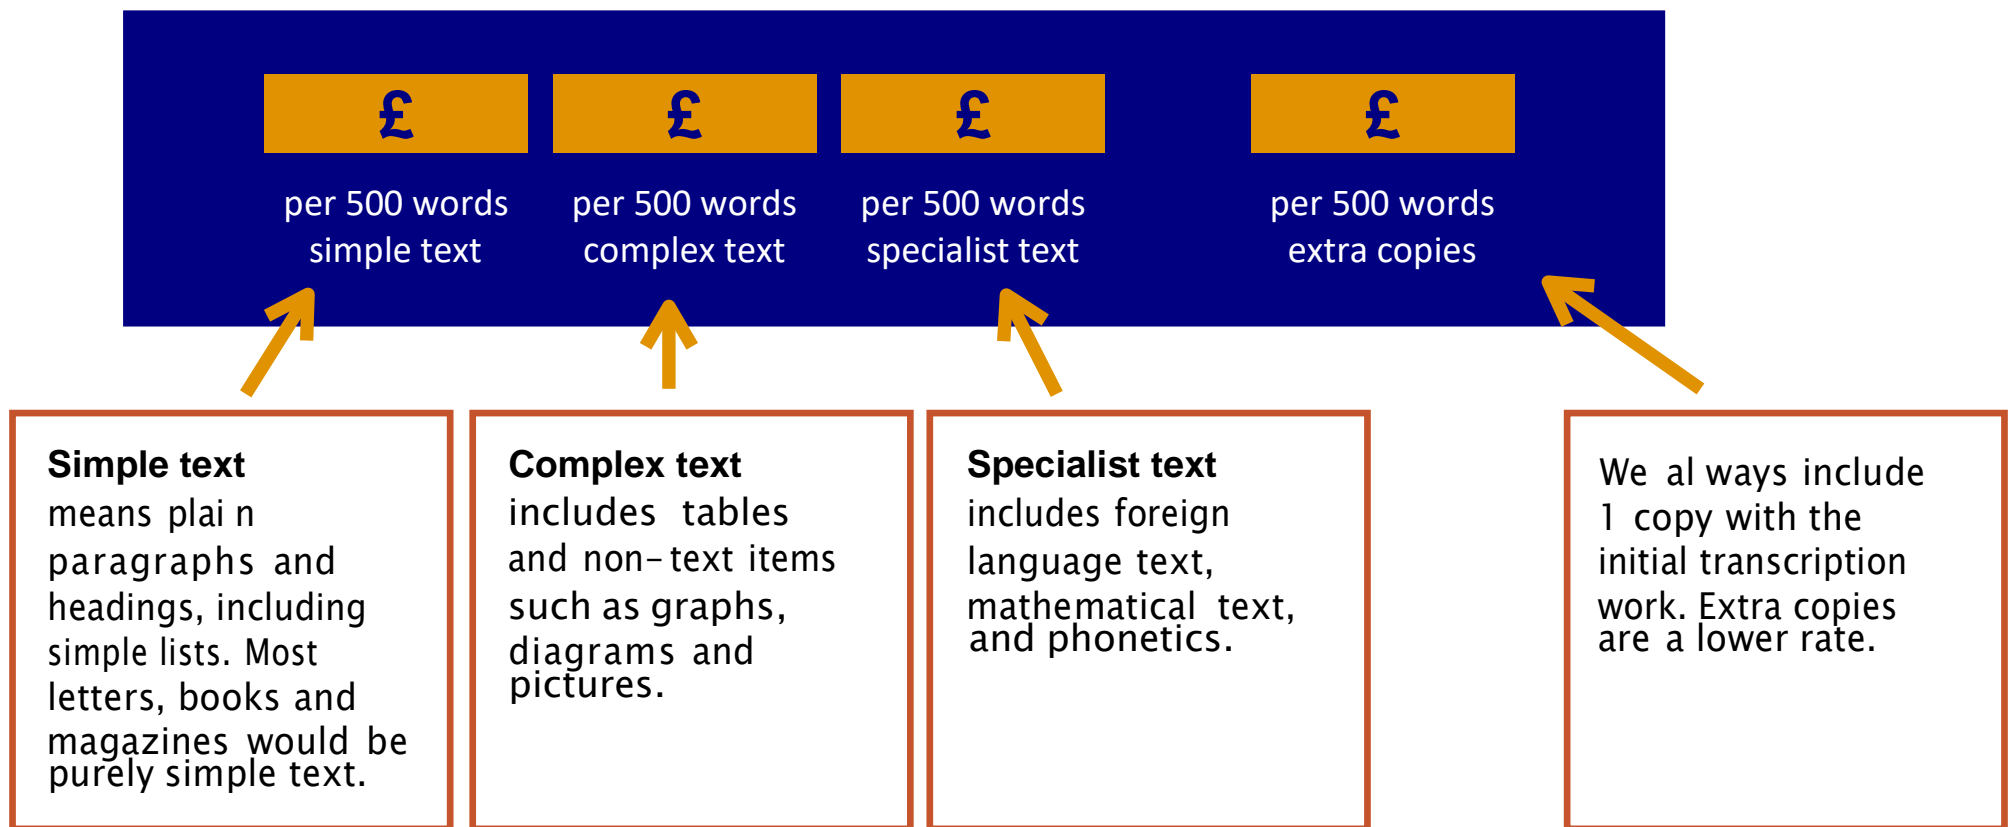 £
per 500 words
simple text
£
per 500 words
complex text
£
per 500 words
specialist text
£
per 500 words
extra copies
Simple text
means plai n
paragraphs and
headings, including
simple lists. Most
letters, books and
magazines would be
purely simple text.
Complex text
includes tables
and non-text items
such as graphs,
diagrams and
pictures.
Specialist text
includes foreign
language text,
mathematical text,
and phonetics.
We al ways include
1 copy with the
initial transcription
work. Extra copies
are a lower rate.